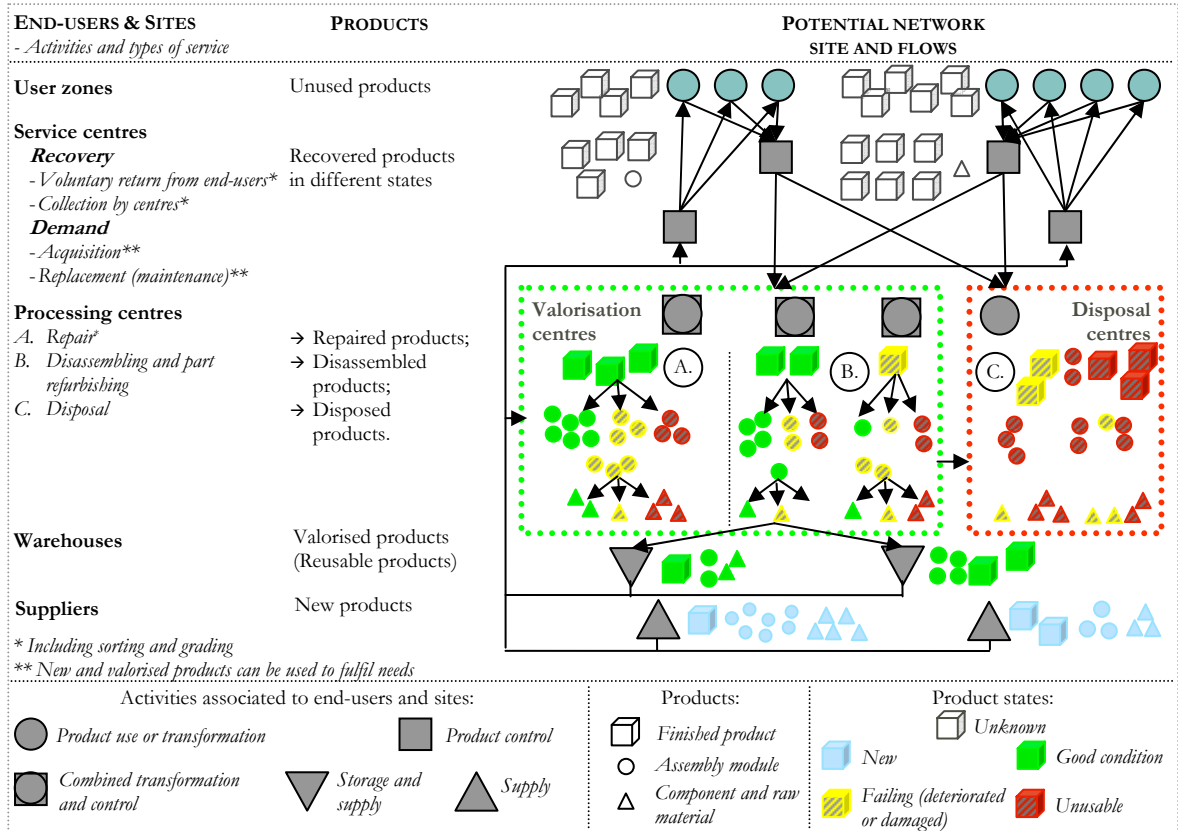 END-USERS & SITES
- Activities and types of service
PRODUCTS
POTENTIAL NETWORK
SITE AND FLOWS
User zones
Unused products
Service centres
Recovery
- Voluntary return from end-users*
- Collection by centres*
Recovered products
in different states
Demand
- Acquisition**
- Replacement (maintenance)**
Processing centres
A. Repair*
B. Disassembling and part
refurbishing
C. Disposal
→ Repaired products;
→ Disassembled
products;
→ Disposed
products.
Valorisation
centres
A.
B.
Disposal
centres
C.
Warehouses
Valorised products
(Reusable products)
Suppliers
New products
* Including sorting and grading
** New and valorised products can be used to fulfil needs
Activities associated to end-users and sites:
Product use or transformation
Product control
Combined transformation
and control
Storage and
supply
Supply
Products:
Finished product
Assembly module
Component and raw
material
Product states:
Unknown
New
Good condition
Failing (deteriorated
or damaged)
Unusable